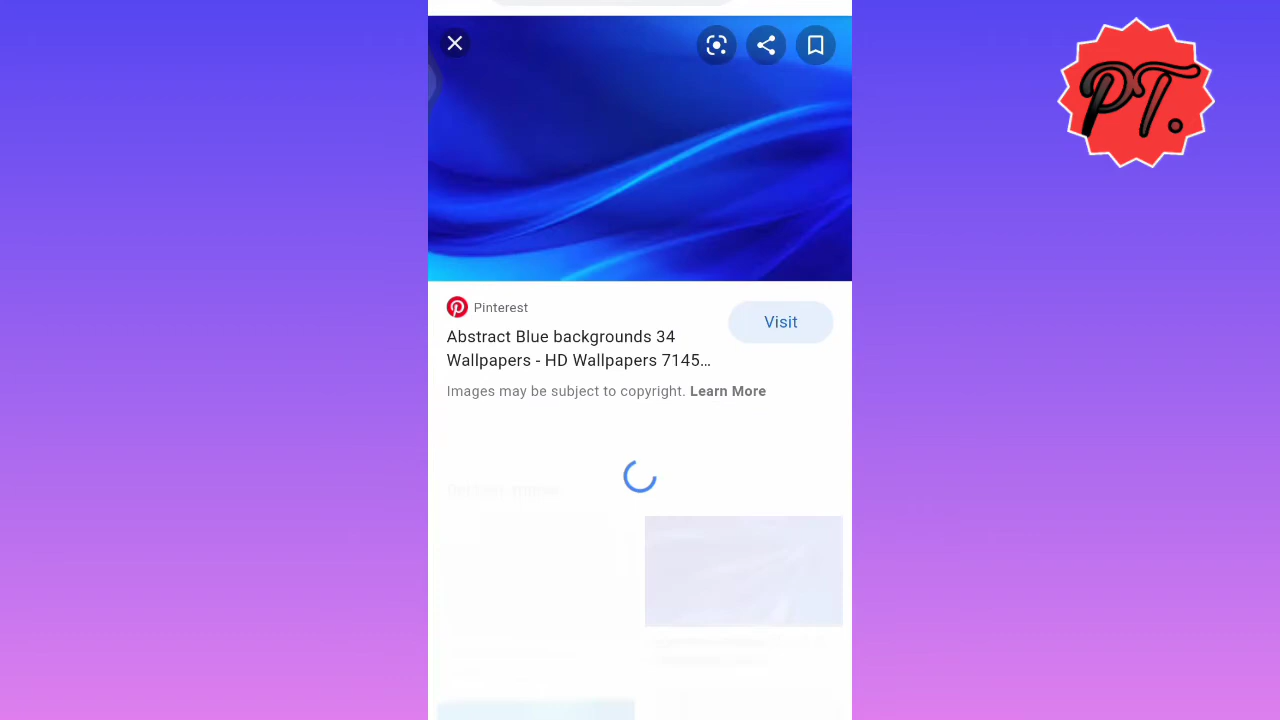 PT.
Pinterest
Visit
Abstract Blue backgrounds 34
Wallpapers - HD Wallpapers 7145...
Images may be subject to copyright. Learn More